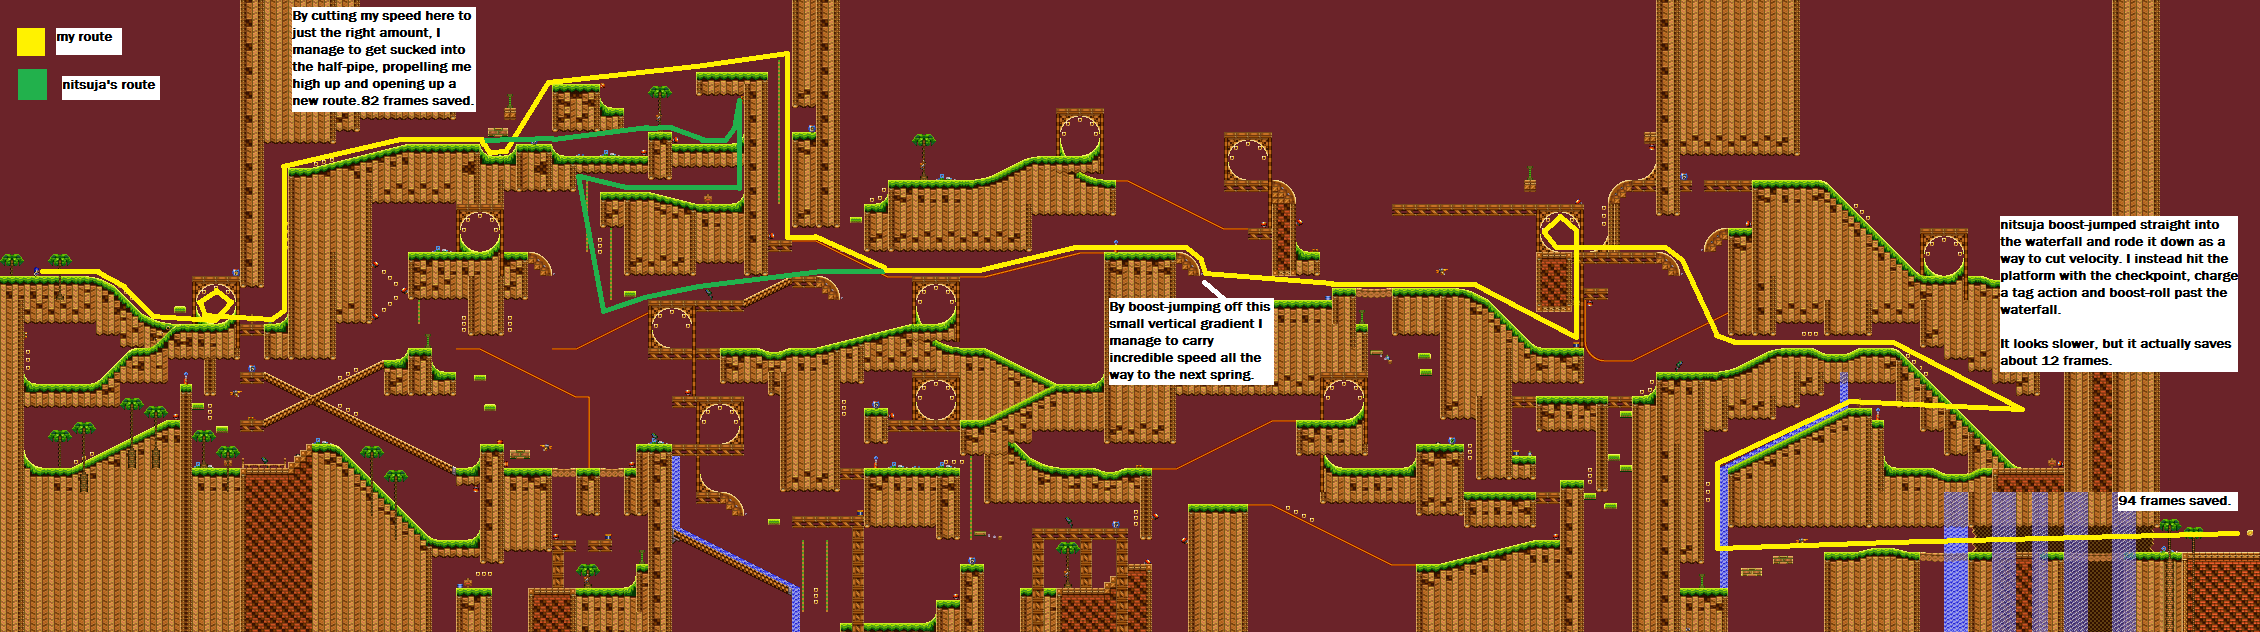 my route
nitsuja's route
By cutting my speed here to
just the right amount, I
manage to get sucked into
the half-pipe, propelling me
high up and opening up a
new route.82 frames saved.
By boost-jumping off this
small vertical gradient I
manage to carry
incredible speed all the
way to the next spring.
nitsuja boost-jumped straight into
the waterfall and rode it down as a
way to cut velocity. I instead hit the
platform with the checkpoint, charge
a tag action and boost-roll past the
waterfall.
It looks slower, but it actually saves
about 12 frames.
94 frames saved.